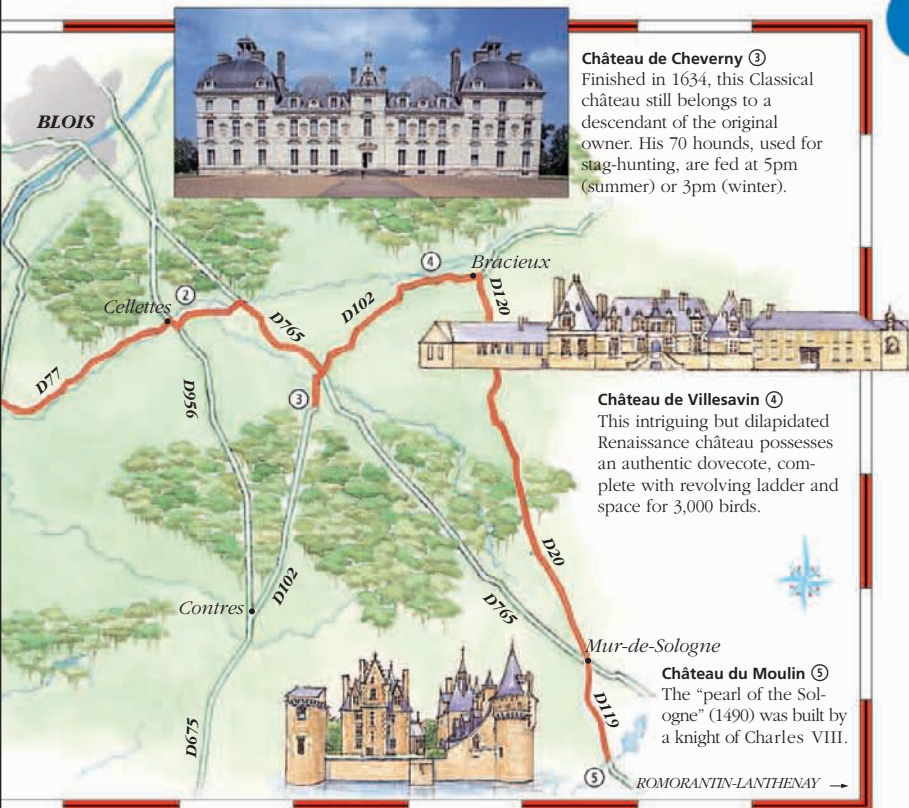 Château de Cheverny ③
Finished in 1634, this Classical
château still belongs to a
descendant of the original
owner. His 70 hounds, used for
stag-hunting, are fed at 5pm
(summer) or 3pm (winter).
BLOIS
④
Bracieux
②
Cellettes
D102
D120
D765
D77
D956
③
Château de Villesavin ④
This intriguing but dilapidated
Renaissance château possesses
an authentic dovecote, com-
plete with revolving ladder and
space for 3,000 birds.
D20
D102
Contres
D765
Mur-de-Sologne
Château du Moulin ⑤
The “pearl of the Sol-
ogne” (1490) was built by
a knight of Charles VIII.
D119
D675
⑤
ROMORANTIN-LANTHENAY →